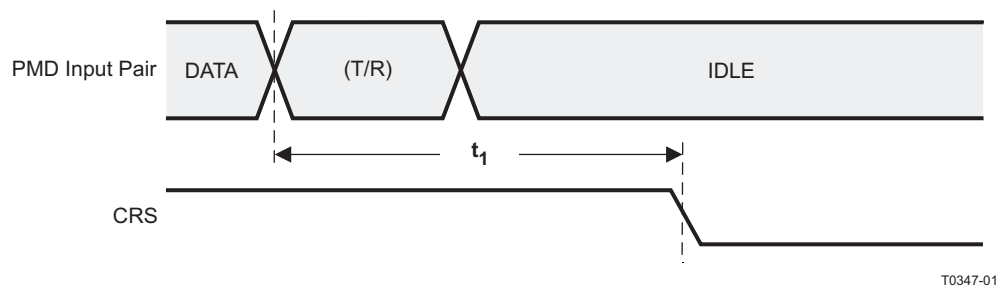 PMD Input Pair
DATA
(T/R)
IDLE
t1
CRS
T0347-01